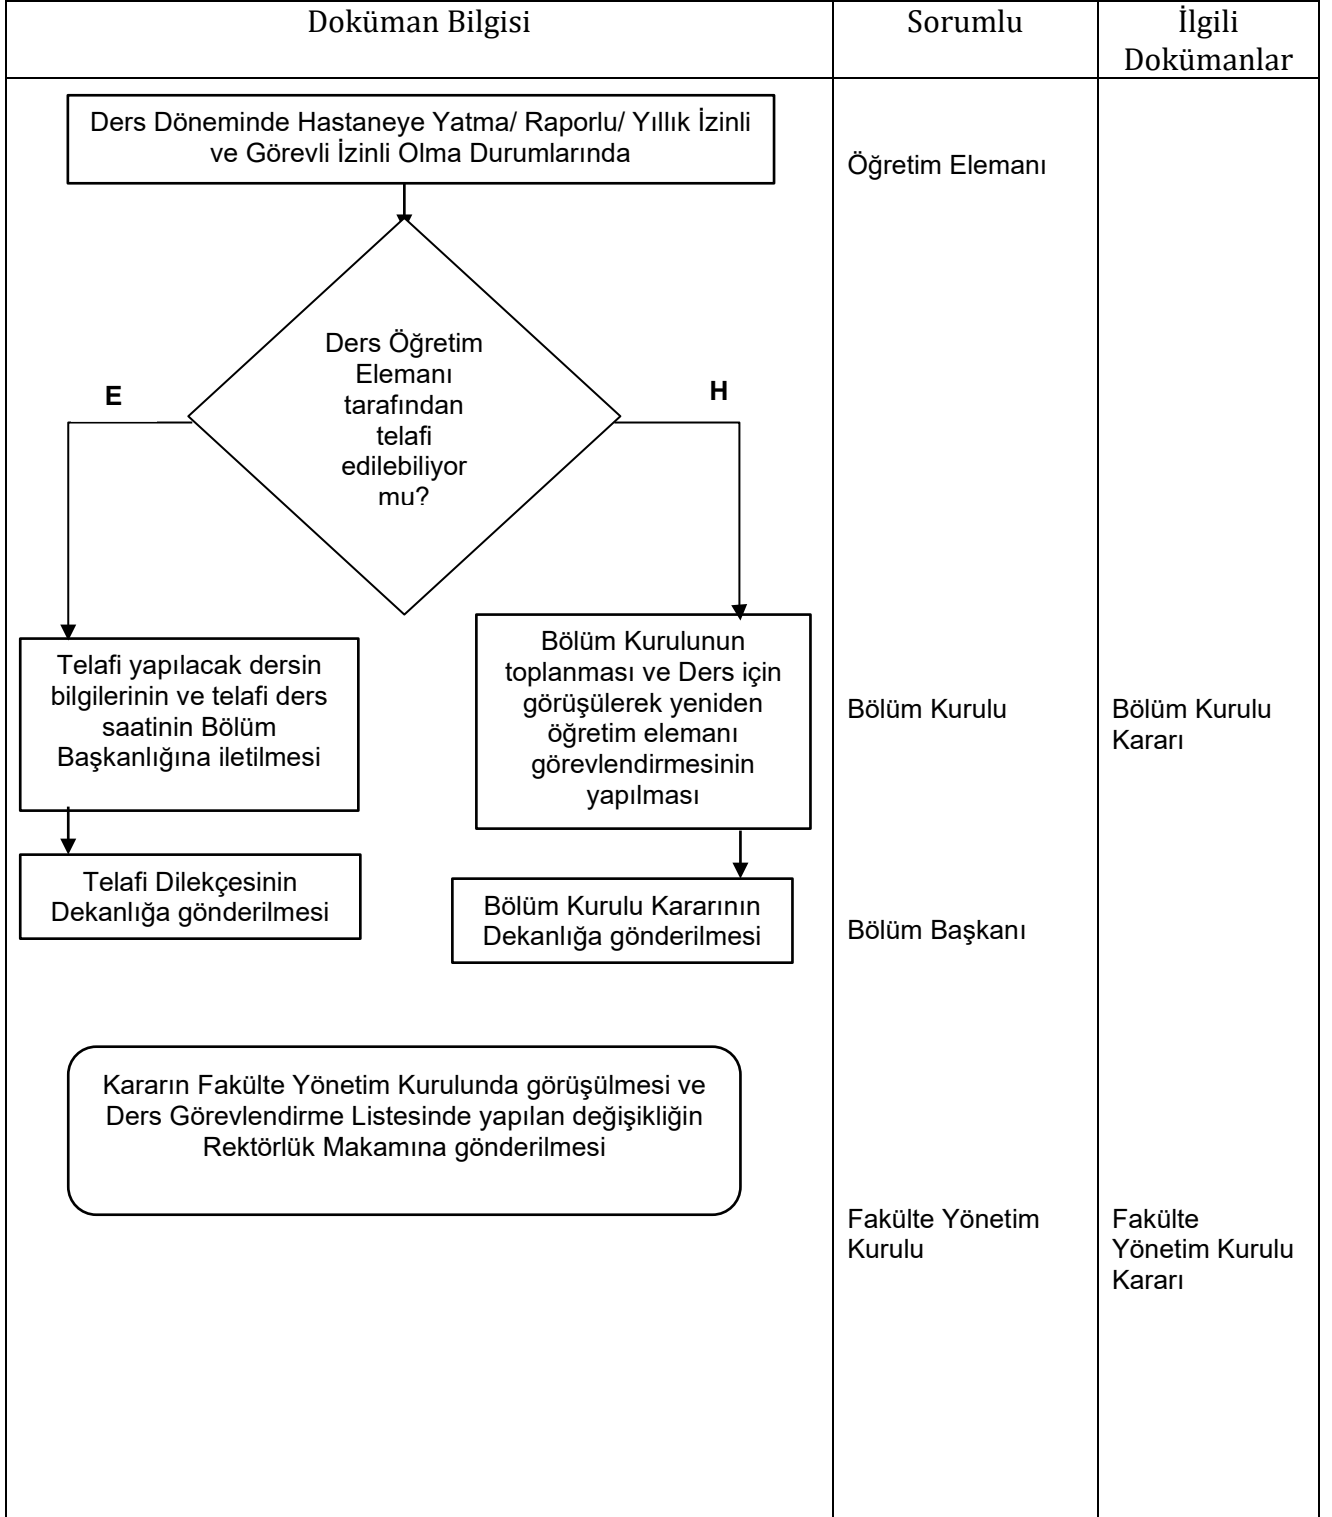 Doküman Bilgisi
Sorumlu
İlgili
Dokümanlar
Ders Döneminde Hastaneye Yatma/ Raporlu/ Yıllık İzinli
ve Görevli İzinli Olma Durumlarında
Öğretim Elemanı
Ders Öğretim
Elemanı
tarafından
telafi
edilebiliyor
mu?
E
H
Telafi yapılacak dersin
bilgilerinin ve telafi ders
saatinin Bölüm
Başkanlığına iletilmesi
Bölüm Kurulunun
toplanması ve Ders için
görüşülerek yeniden
öğretim elemanı
görevlendirmesinin
yapılması
Bölüm Kurulu
Bölüm Kurulu
Kararı
Telafi Dilekçesinin
Dekanlığa gönderilmesi
Bölüm Kurulu Kararının
Dekanlığa gönderilmesi
Bölüm Başkanı
Kararın Fakülte Yönetim Kurulunda görüşülmesi ve
Ders Görevlendirme Listesinde yapılan değişikliğin
Rektörlük Makamına gönderilmesi
Fakülte Yönetim
Kurulu
Fakülte
Yönetim Kurulu
Kararı